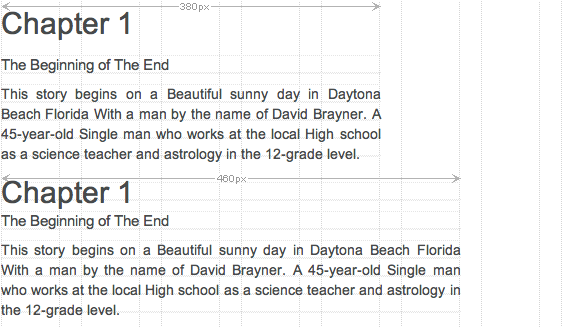 380px
Chapter 1
The Beginning of The End
This story begins on a Beautiful sunny day in Daytona
Beach Florida With a man by the name of David Brayner. A
45-year-old Single man who works at the local High school
as a science teacher and astrology in the 12-grade level.
460px
Chapter 1
The Beginning of The End
This story begins on a Beautiful sunny day in Daytona Beach Florida
With a man by the name of David Brayner. A 45-year-old Single man
who works at the local High school as a science teacher and astrology in
the 12-grade level.